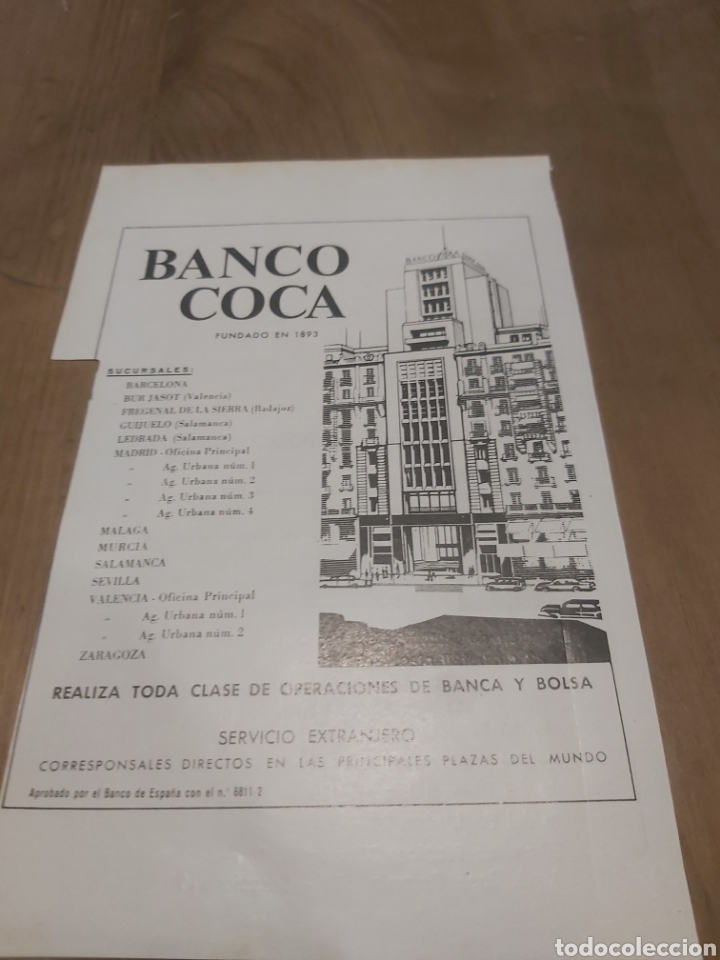 BANCO
COCA
FUNDADO EN 1893
SUCURSALES:
BARCELONA
BURJASOT (Valencia)
FREGENAL DE LA SIERRA (Badajoz)
GUIJUELO (Salamanca)
LEDRADA (Salamanca)
MADRID - Oficina Principal
„ Ag. Urbana núm. 1
„ Ag. Urbana núm. 2
„ Ag. Urbana núm. 3
„ Ag. Urbana núm. 4
MALAGA
MURCIA
SALAMANCA
SEVILLA
VALENCIA - Oficina Principal
„ Ag. Urbana núm. 1
„ Ag. Urbana núm. 2
ZARAGOZA
BANCO COCA
REALIZA TODA CLASE DE OPERACIONES DE BANCA Y BOLSA
SERVICIO EXTRANJERO
CORRESPONSALES DIRECTOS EN LAS PRINCIPALES PLAZAS DEL MUNDO
Aprobado por el Banco de España con el n.° 6811-2
todocoleccion